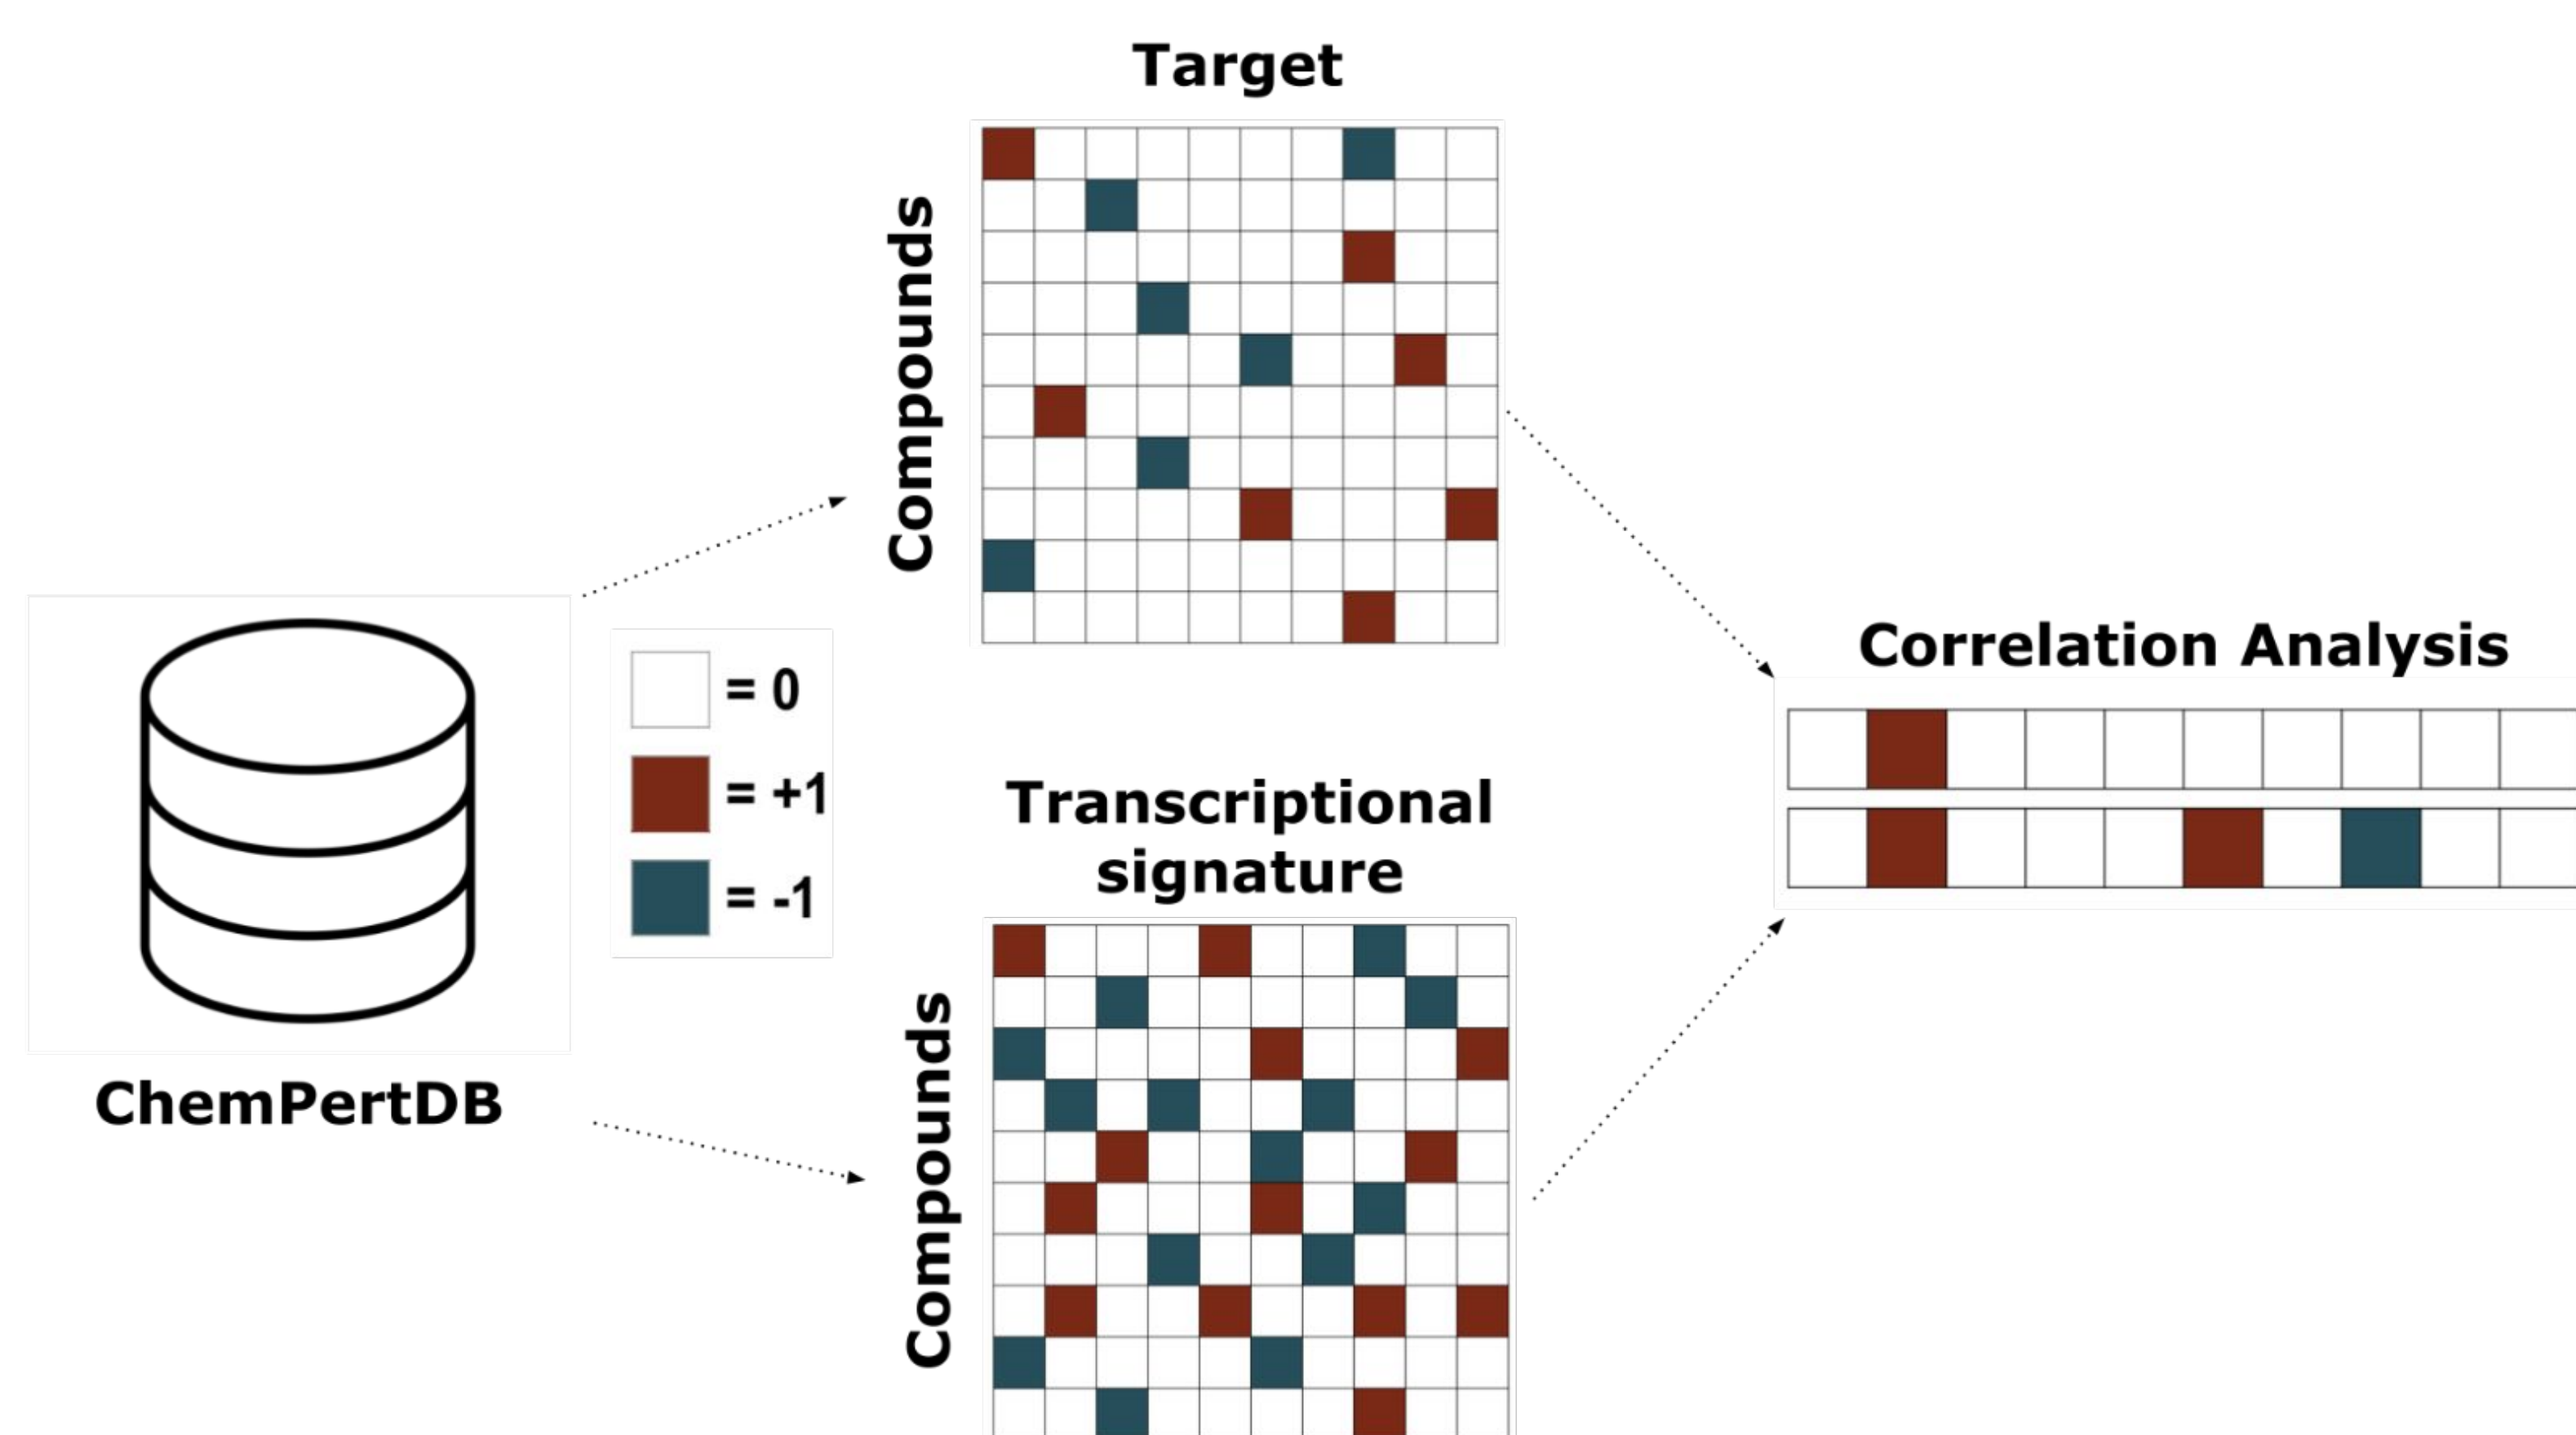 Target
Compounds
= 0
= +1
= -1
ChemPertDB
Transcriptional
signature
Compounds
Correlation Analysis